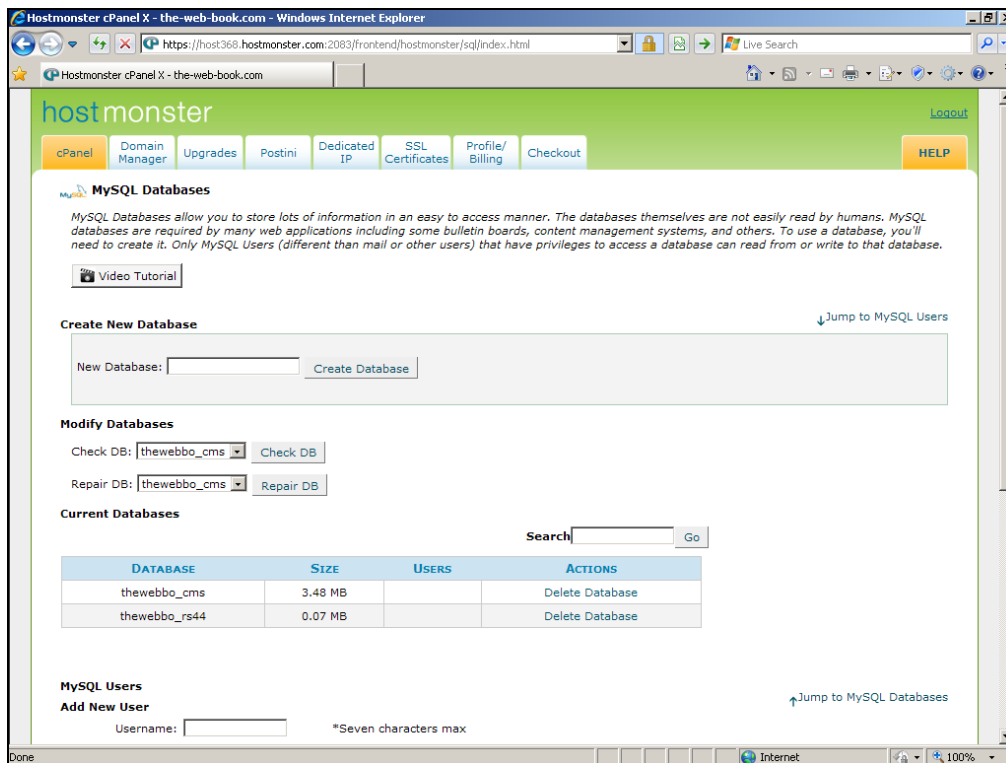 Hostmonster cPanel X - the-web-book.com - Windows Internet Explorer
https://host368.hostmonster.com:2083/frontend/hostmonster/sql/index.html
Live Search
Hostmonster cPanel X - the-web-book.com
hostmonster
Logout
cPanel
Domain Manager
Upgrades
Postini
Dedicated IP
SSL Certificates
Profile/ Billing
Checkout
HELP
MySQL MySQL Databases
MySQL Databases allow you to store lots of information in an easy to access manner. The databases themselves are not easily read by humans. MySQL
databases are required by many web applications including some bulletin boards, content management systems, and others. To use a database, you'll
need to create it. Only MySQL Users (different than mail or other users) that have privileges to access a database can read from or write to that database.
Video Tutorial
Jump to MySQL Users
Create New Database
New Database: Create Database
Modify Databases
Check DB: thewebbo_cms Check DB
Repair DB: thewebbo_cms Repair DB
Current Databases
Search Go
DATABASE SIZE USERS ACTIONS
thewebbo_cms 3.48 MB Delete Database
thewebbo_rs44 0.07 MB Delete Database
MySQL Users
Jump to MySQL Databases
Add New User
Username: *Seven characters max
Done Internet 100%